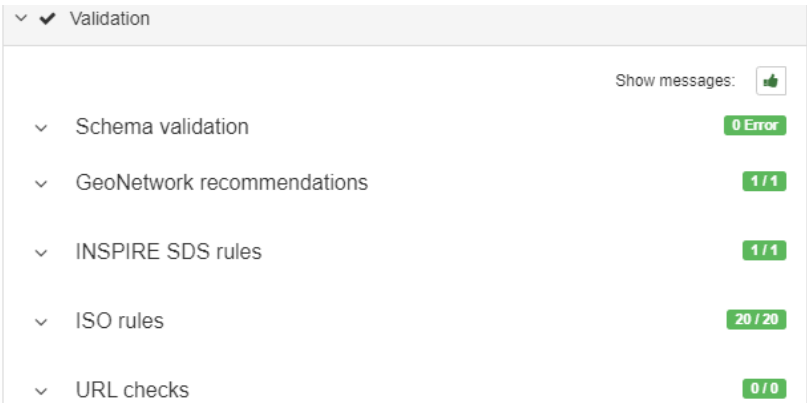 Validation
Show messages:
Schema validation 0 Error
GeoNetwork recommendations 1 / 1
INSPIRE SDS rules 1 / 1
ISO rules 20 / 20
URL checks 0 / 0